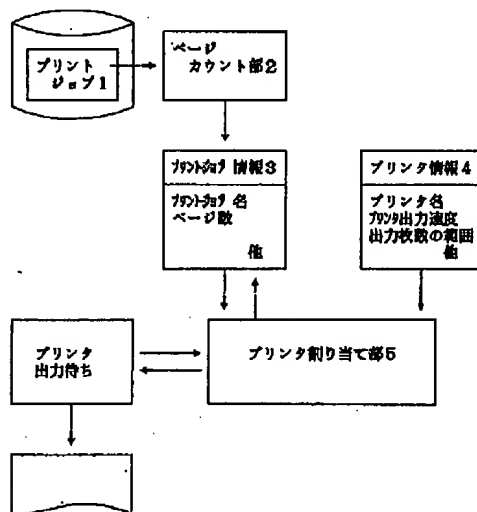 プリント
ジョブ1
ページ
カウント部2
プリントジョブ 情報3
プリントジョブ 名
ページ数
他
プリンタ情報4
プリンタ名
プリンタ出力速度
出力枚数の範囲
他
プリンタ
出力待ち
プリンタ割り当て部5